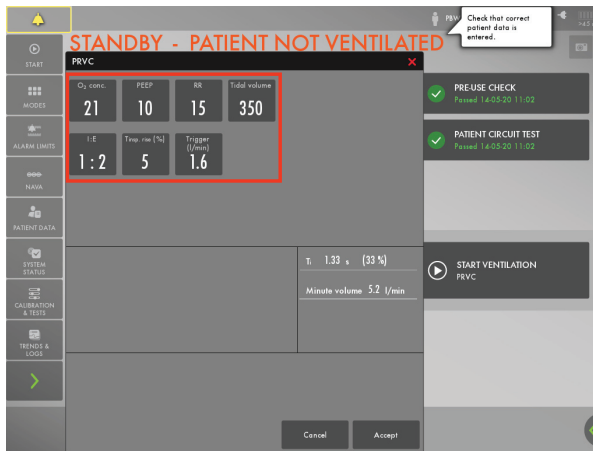 PBW
Check that correct
patient data is
entered.
STANDBY - PATIENT NOT VENTILATED
START
MODES
ALARM LIMITS
NAVA
PATIENT DATA
SYSTEM
STATUS
CALIBRATION
& TESTS
TRENDS &
LOGS
PRVC
O₂ conc.
21
PEEP
10
RR
15
Tidal volume
350
I:E
1 : 2
T insp. rise (%)
5
Trigger
(l/min)
1.6
Ti 1.33 s (33 %)
Minute volume 5.2 l/min
Cancel
Accept
PRE-USE CHECK
Passed 14-05-20 11:02
PATIENT CIRCUIT TEST
Passed 14-05-20 11:02
START VENTILATION
PRVC